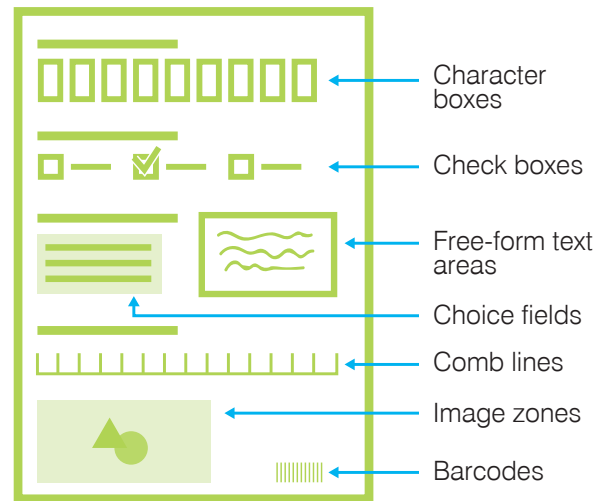 Character
boxes
Check boxes
Free-form text
areas
Choice fields
Comb lines
Image zones
Barcodes